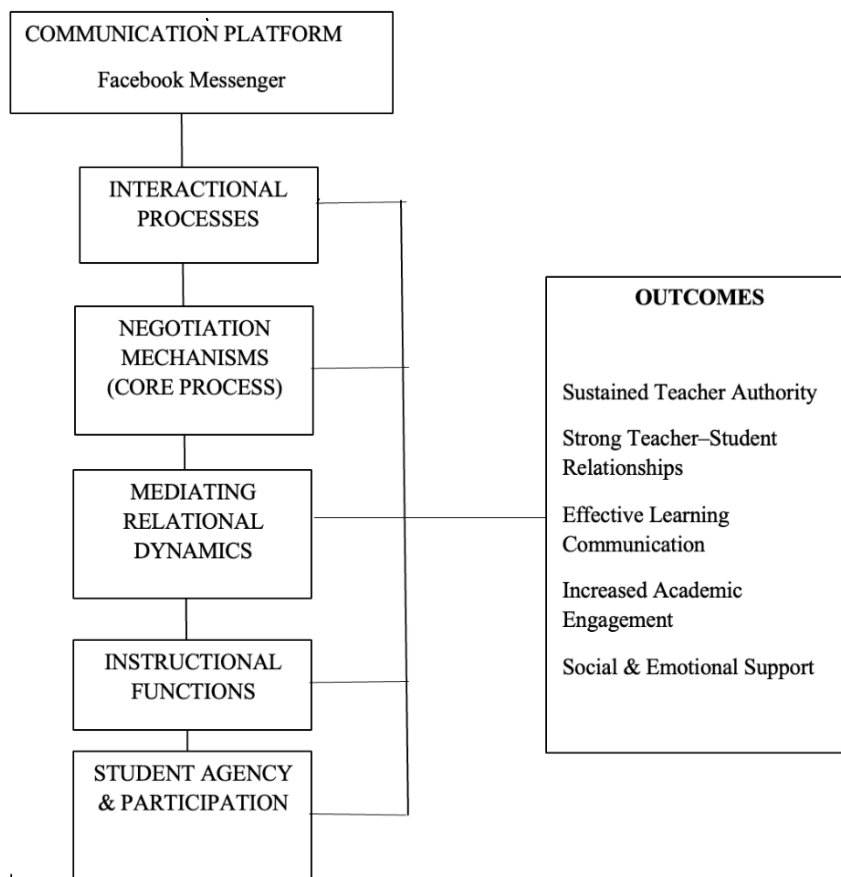 COMMUNICATION PLATFORM
Facebook Messenger
INTERACTIONAL
PROCESSES
NEGOTIATION
MECHANISMS
(CORE PROCESS)
MEDIATING
RELATIONAL
DYNAMICS
INSTRUCTIONAL
FUNCTIONS
STUDENT AGENCY
& PARTICIPATION
OUTCOMES
Sustained Teacher Authority
Strong Teacher–Student
Relationships
Effective Learning
Communication
Increased Academic
Engagement
Social & Emotional Support